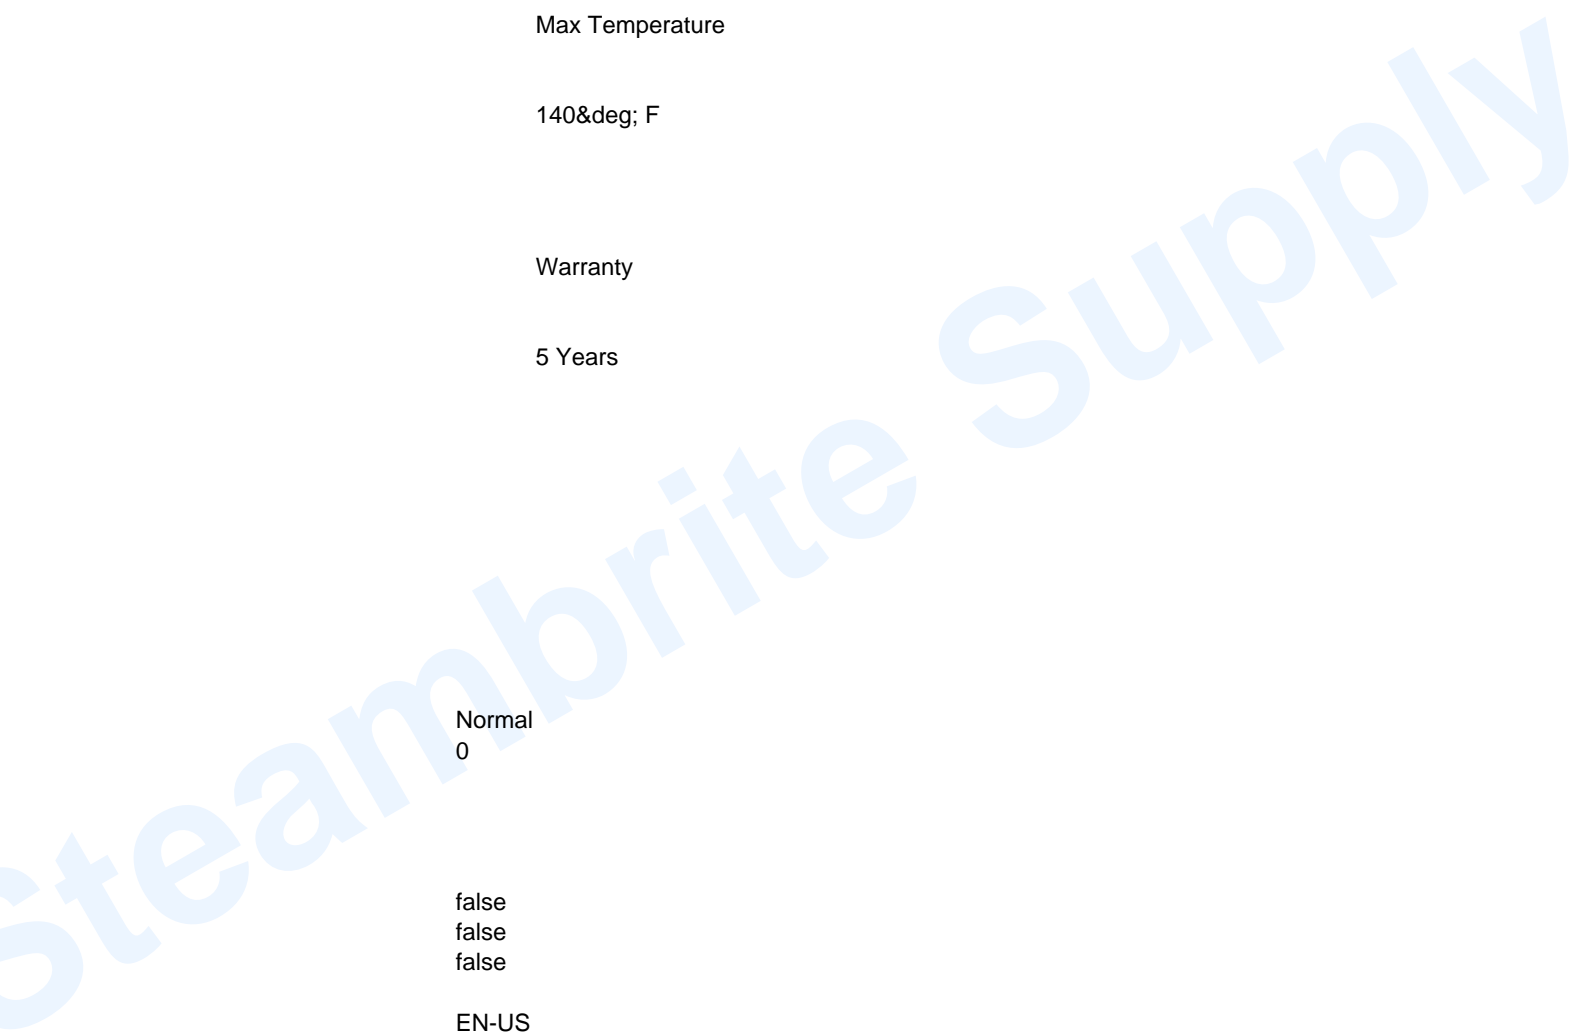 Max Temperature
140&deg; F
Warranty
5 Years
Steambrite Supply
Normal
0
false
false
false
EN-US